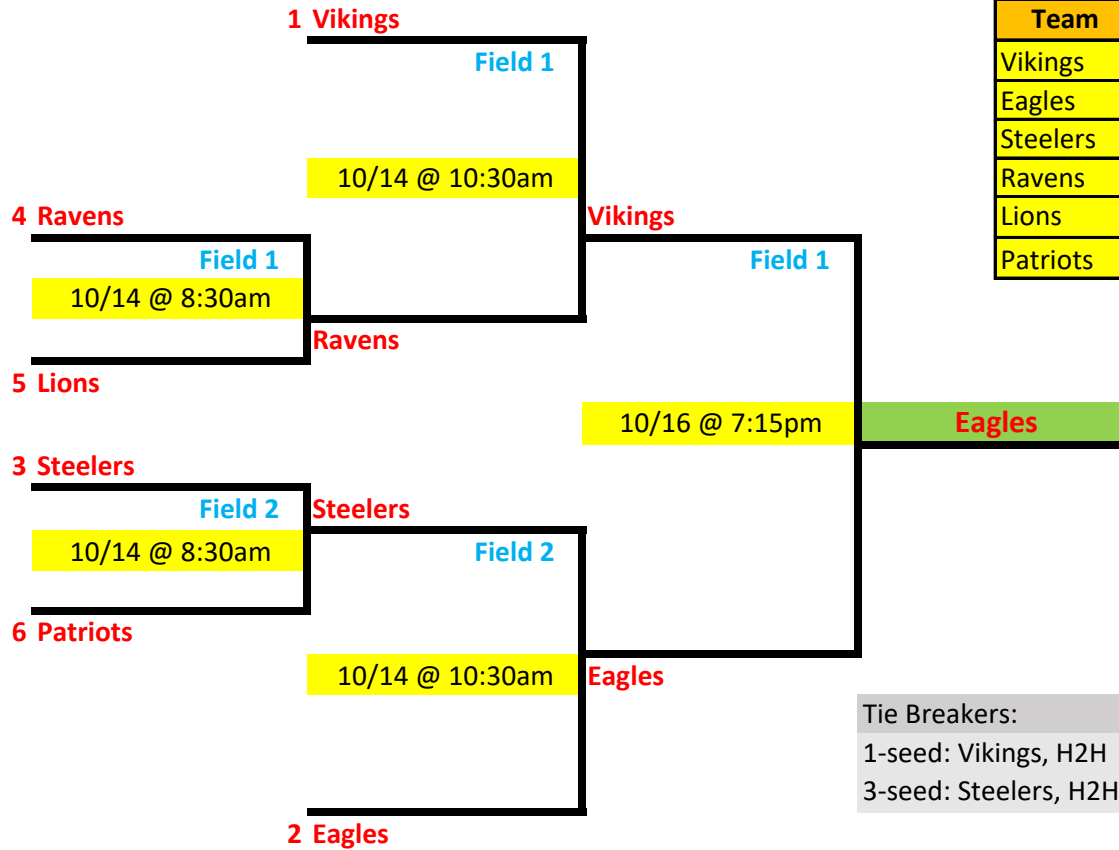 1 Vikings
Field 1
10/14 @ 10:30am
4 Ravens
Vikings
Field 1
Field 1
10/14 @ 8:30am
Ravens
5 Lions
10/16 @ 7:15pm
Eagles
3 Steelers
Field 2
Steelers
10/14 @ 8:30am
Field 2
6 Patriots
10/14 @ 10:30am
Eagles
2 Eagles
Team
Vikings
Eagles
Steelers
Ravens
Lions
Patriots
Tie Breakers:
1-seed: Vikings, H2H
3-seed: Steelers, H2H